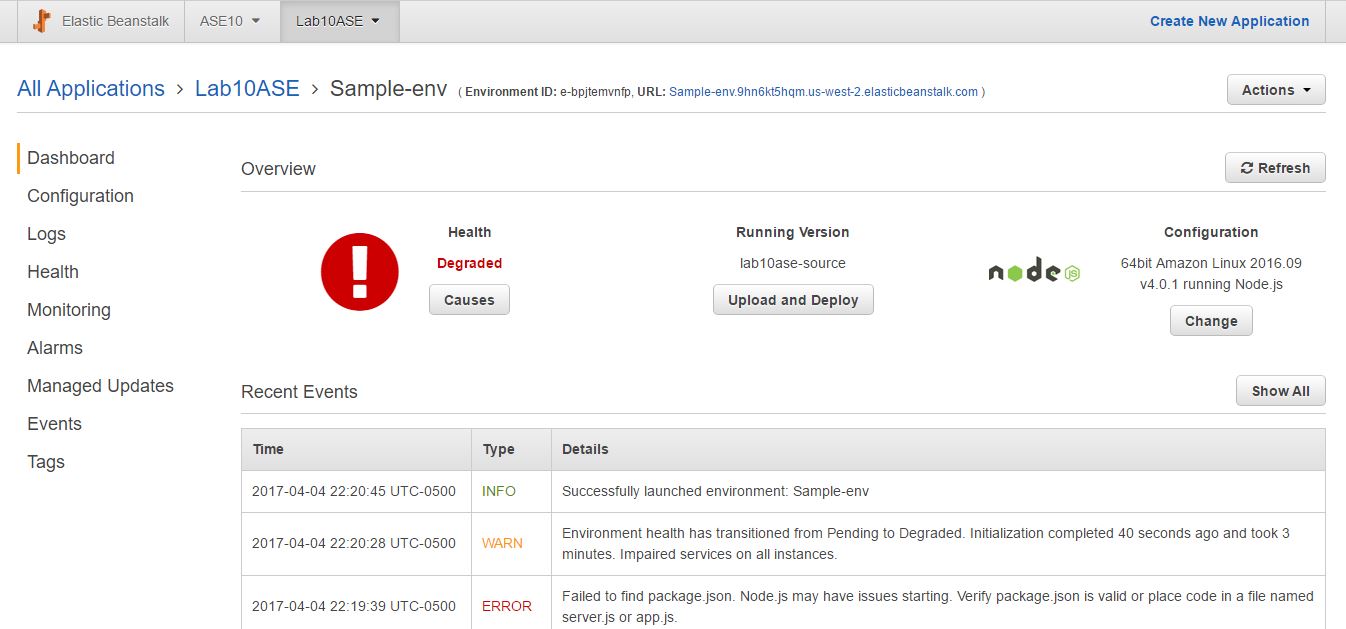 Elastic Beanstalk ASE10 Lab10ASE Create New Application
All Applications > Lab10ASE > Sample-env ( Environment ID: e-bpjtemvnfp, URL: Sample-env.9hn6kt5hqm.us-west-2.elasticbeanstalk.com )
Actions
Dashboard
Configuration
Logs
Health
Monitoring
Alarms
Managed Updates
Events
Tags
Overview
Refresh
Health
Degraded
Causes
Running Version
lab10ase-source
Upload and Deploy
node
JS
Configuration
64bit Amazon Linux 2016.09
v4.0.1 running Node.js
Change
Recent Events
Show All
Time Type Details
2017-04-04 22:20:45 UTC-0500 INFO Successfully launched environment: Sample-env
2017-04-04 22:20:28 UTC-0500 WARN Environment health has transitioned from Pending to Degraded. Initialization completed 40 seconds ago and took 3
minutes. Impaired services on all instances.
2017-04-04 22:19:39 UTC-0500 ERROR Failed to find package.json. Node.js may have issues starting. Verify package.json is valid or place code in a file named
server.js or app.js.